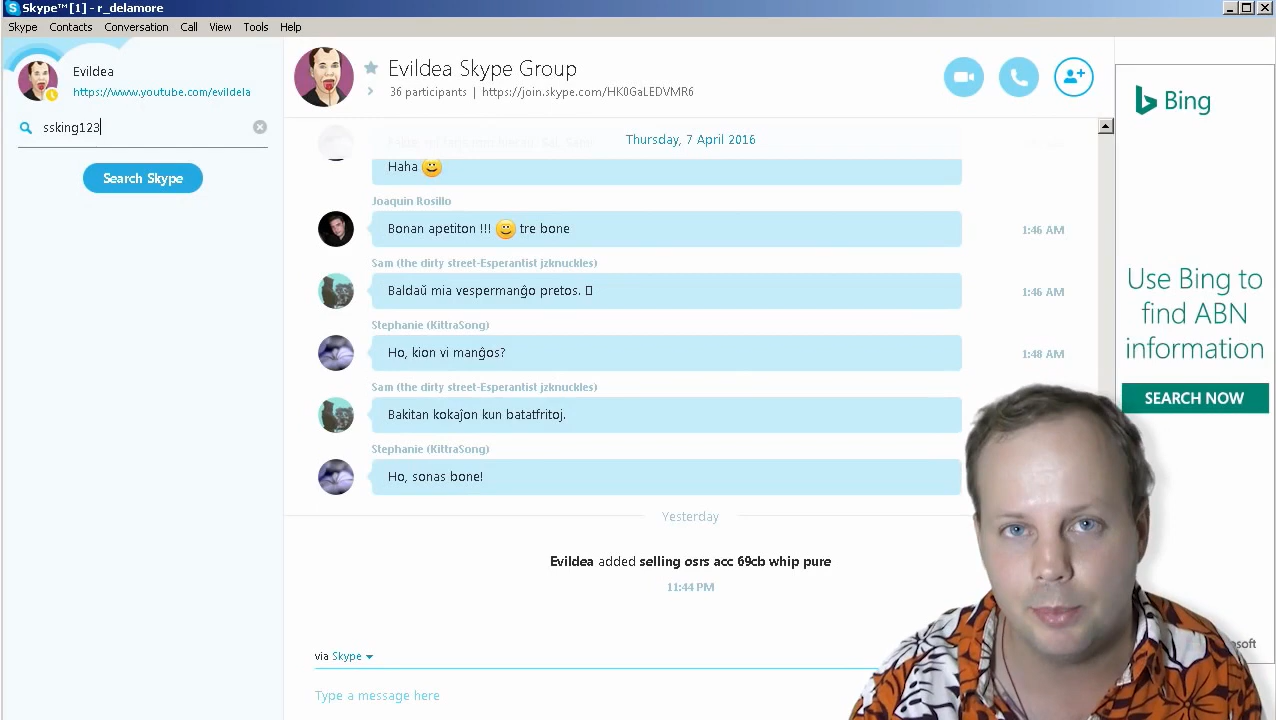 Skype™[1] - r_delamore
Skype Contacts Conversation Call View Tools Help
Evildea
https://www.youtube.com/evildela
ssking123
Search Skype
Evildea Skype Group
36 participants | https://join.skype.com/HK0GaLEDVMR6
Thursday, 7 April 2016
Haha
Joaquin Rosillo
Bonan apetiton !!! tre bone
1:46 AM
Sam (the dirty street-Esperantist jzknuckles)
Baldaŭ mia vespermanĝo pretos.
1:46 AM
Stephanie (KittraSong)
Ho, kion vi manĝos?
1:48 AM
Sam (the dirty street-Esperantist jzknuckles)
Bakitan kokaĵon kun batatfritoj.
Stephanie (KittraSong)
Ho, sonas bone!
Yesterday
Evildea added selling osrs acc 69cb whip pure
11:44 PM
via Skype
Type a message here
Bing
Use Bing to
find ABN
information
SEARCH NOW